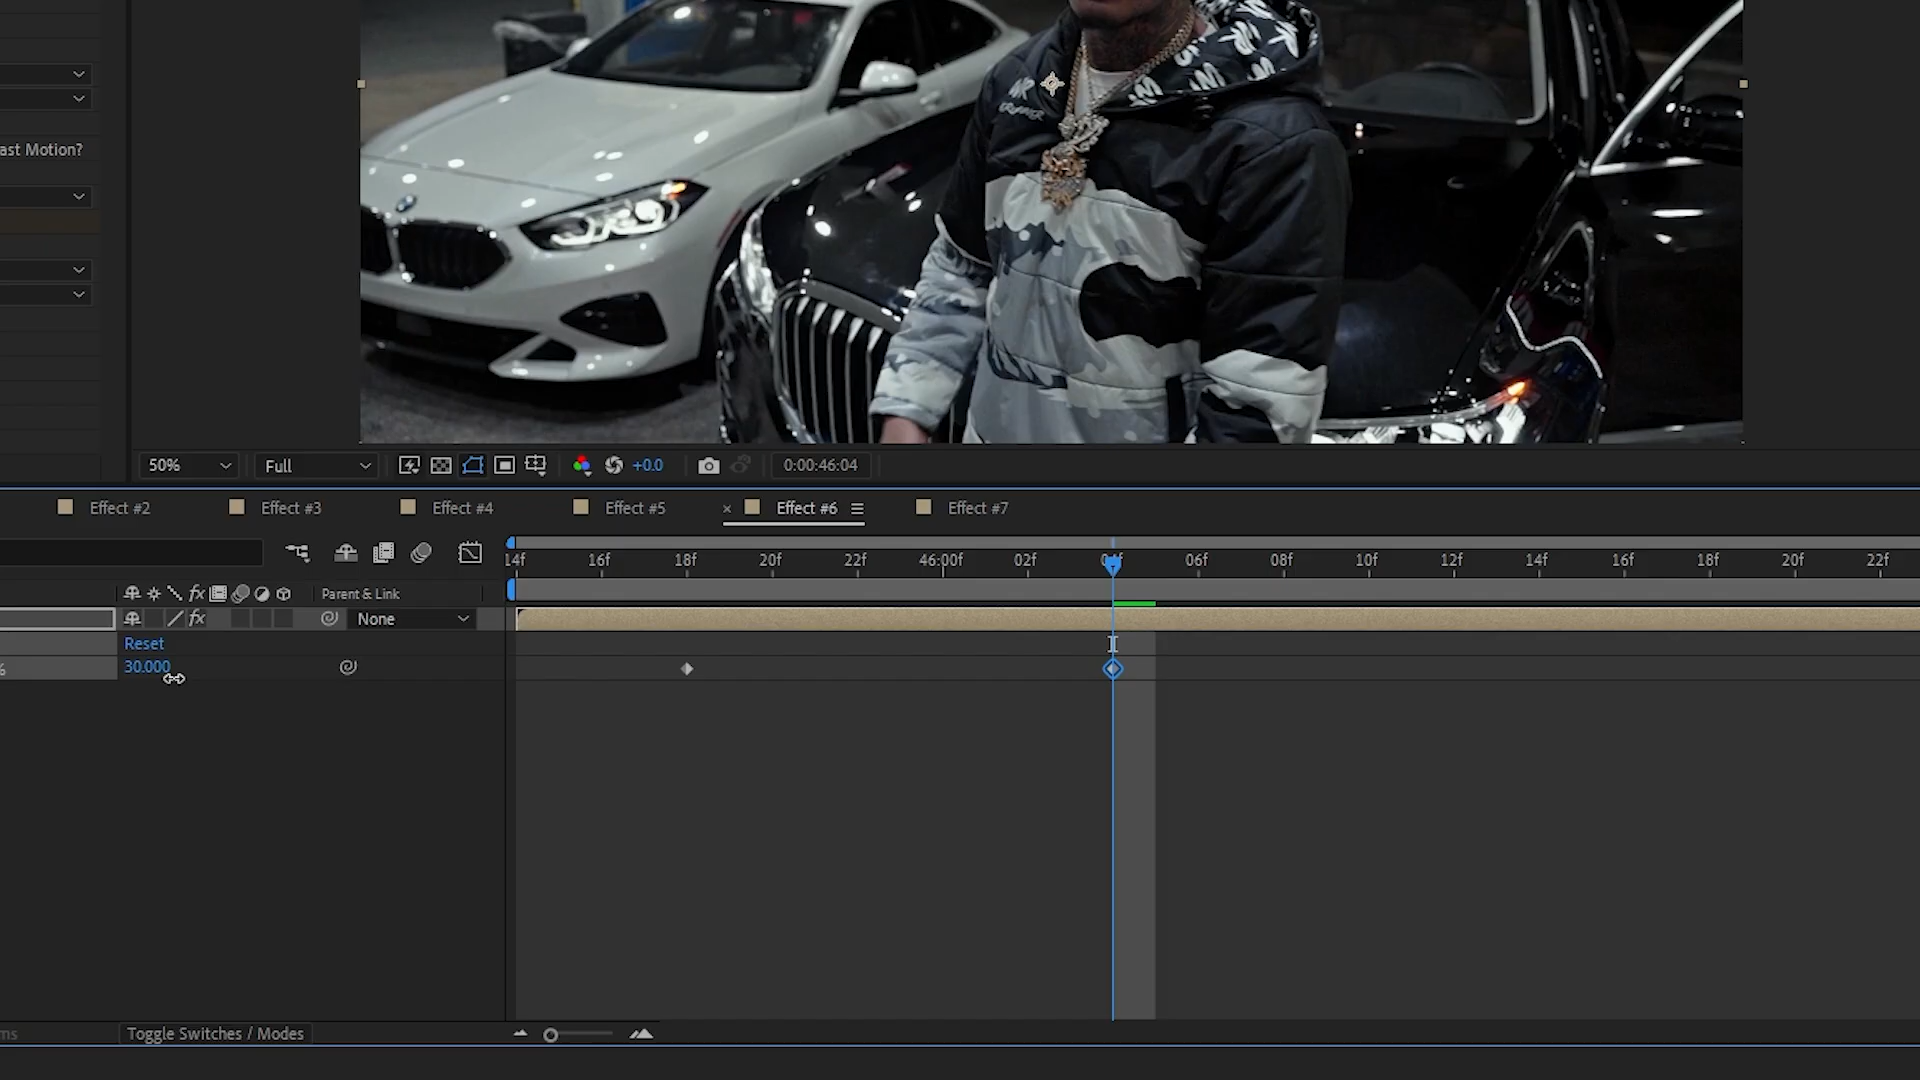 ast Motion?
50%
Full
+0.0
0:00:46:04
Effect #2
Effect #3
Effect #4
Effect #5
× Effect #6
Effect #7
14f 16f 18f 20f 22f 46:00f 02f 04f 06f 08f 10f 12f 14f 16f 18f 20f 22f
fx Parent & Link
fx None
Reset
% 30.000
ms Toggle Switches / Modes